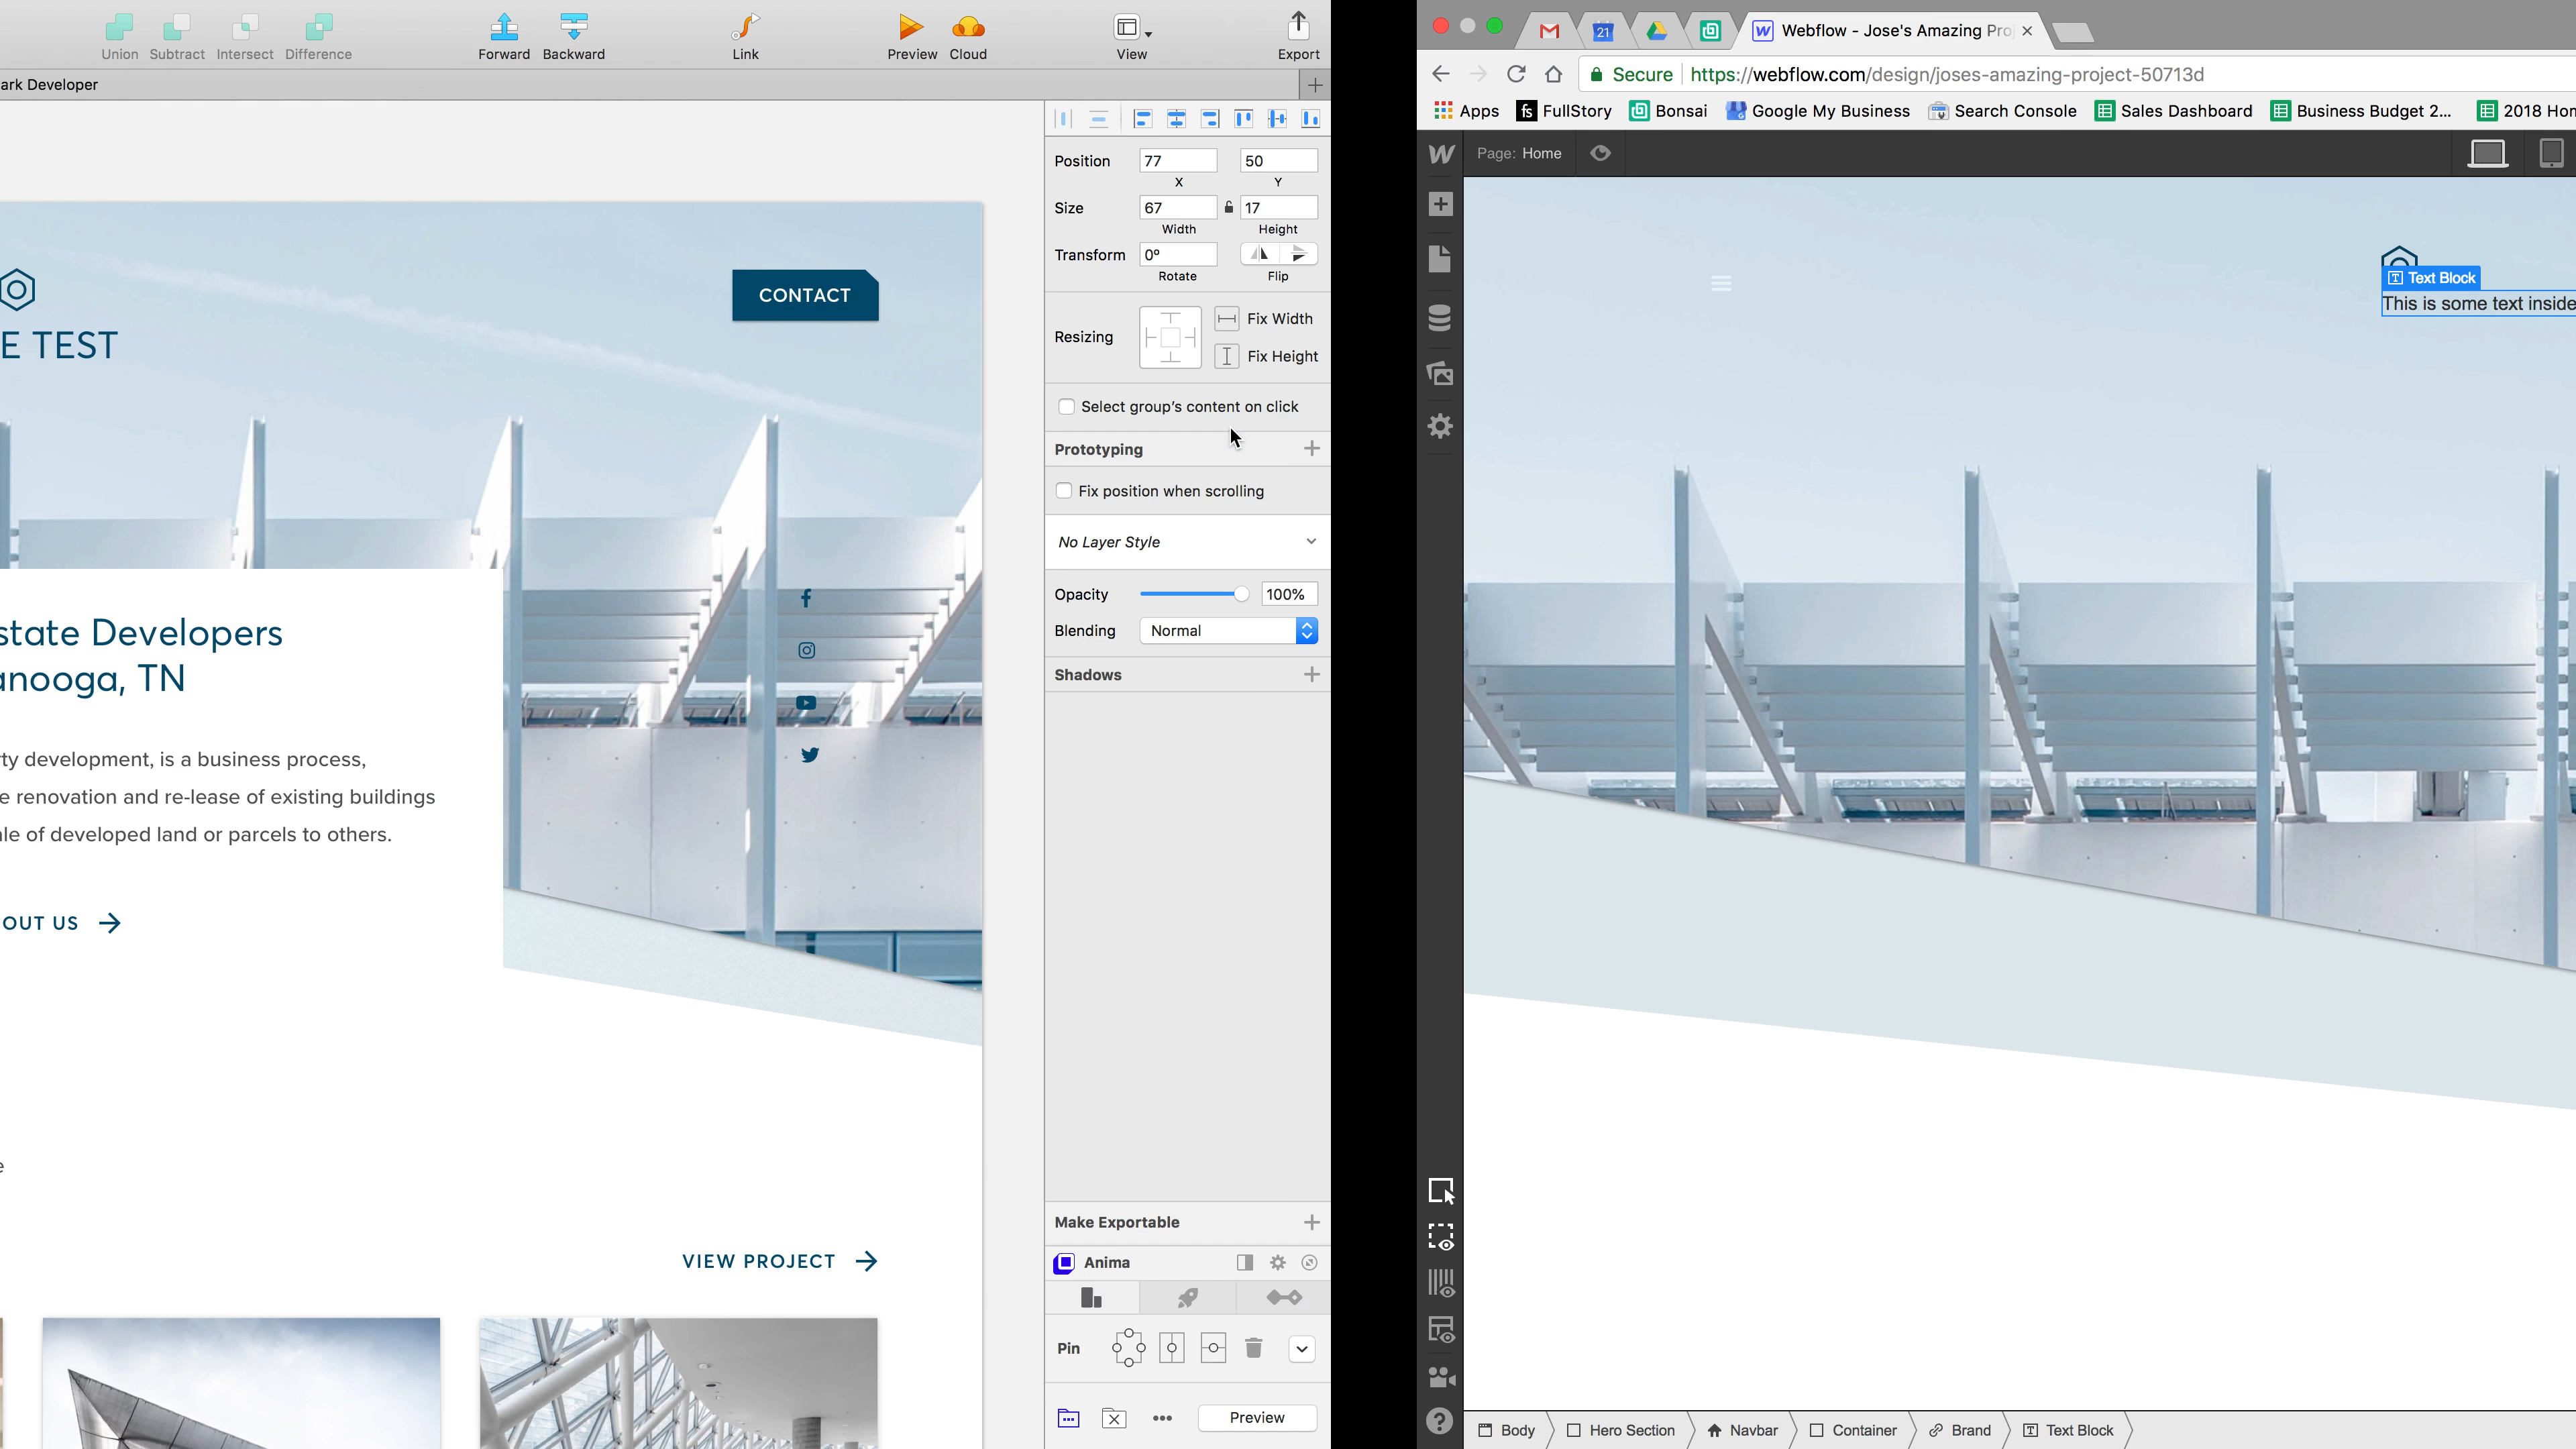 Union Subtract Intersect Difference Forward Backward Link Preview Cloud View Export
ark Developer
E TEST
CONTACT
state Developers
anooga, TN
ty development, is a business process,
e renovation and re-lease of existing buildings
le of developed land or parcels to others.
OUT US
e
VIEW PROJECT
Position 77 50
X Y
Size 67 17
Width Height
Transform 0º
Rotate Flip
Resizing Fix Width
Fix Height
Select group's content on click
Prototyping
Fix position when scrolling
No Layer Style
Opacity 100%
Blending Normal
Shadows
Make Exportable
Anima
Pin
Preview
21 Webflow - Jose's Amazing Pro
Secure https://webflow.com/design/joses-amazing-project-50713d
Apps fs FullStory Bonsai Google My Business Search Console Sales Dashboard Business Budget 2... 2018 Hom
Page: Home
Text Block
This is some text inside
Body Hero Section Navbar Container Brand Text Block